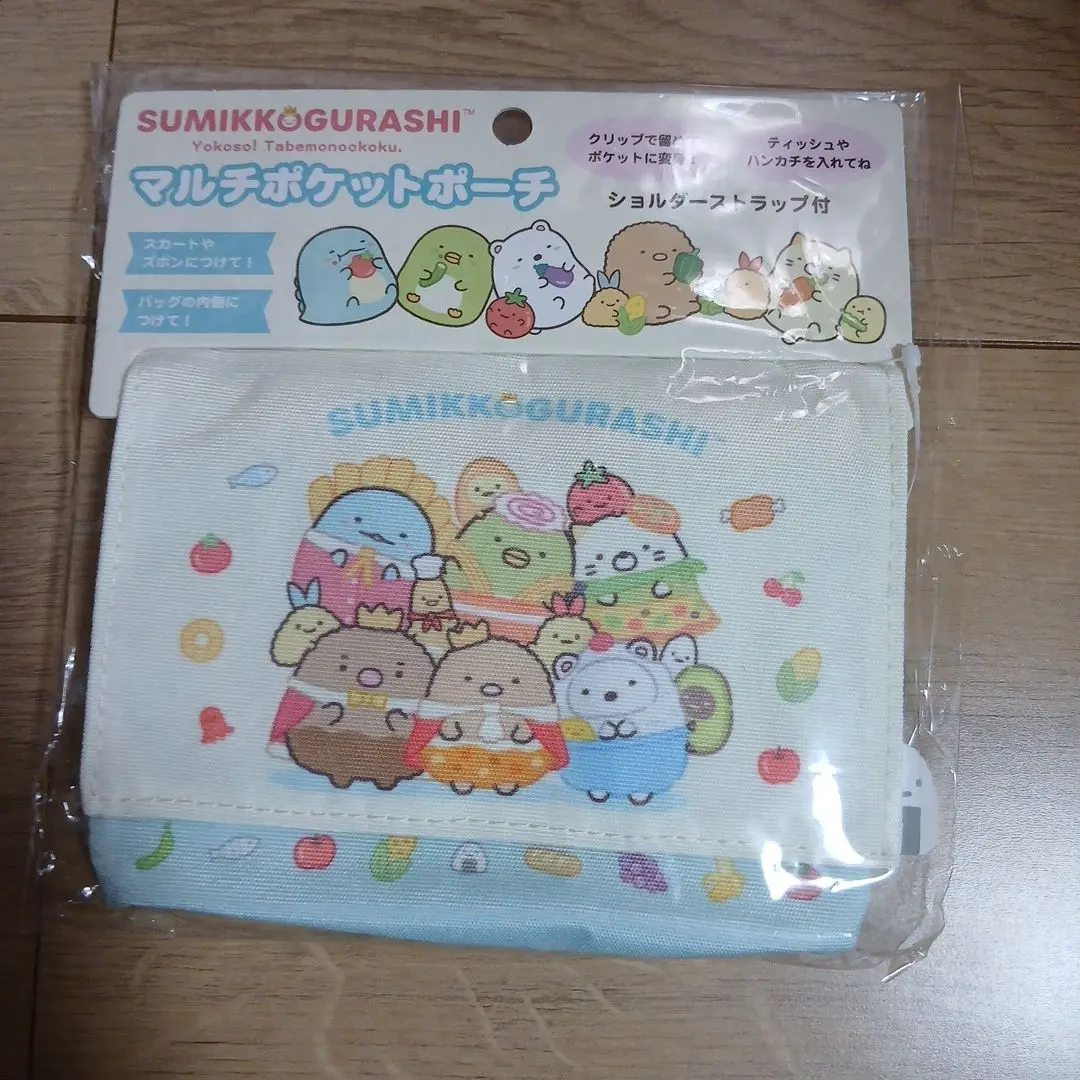 SUMIKKOGURASHI™
Yokoso! Tabemonookoku.
マルチポケットポーチ
スカートや
ズボンにつけて！
バッグの内側に
つけて！
クリップで留め
ポケットに変身
ティッシュや
ハンカチを入れてね
ショルダーストラップ付
SUMIKKOGURASHI™